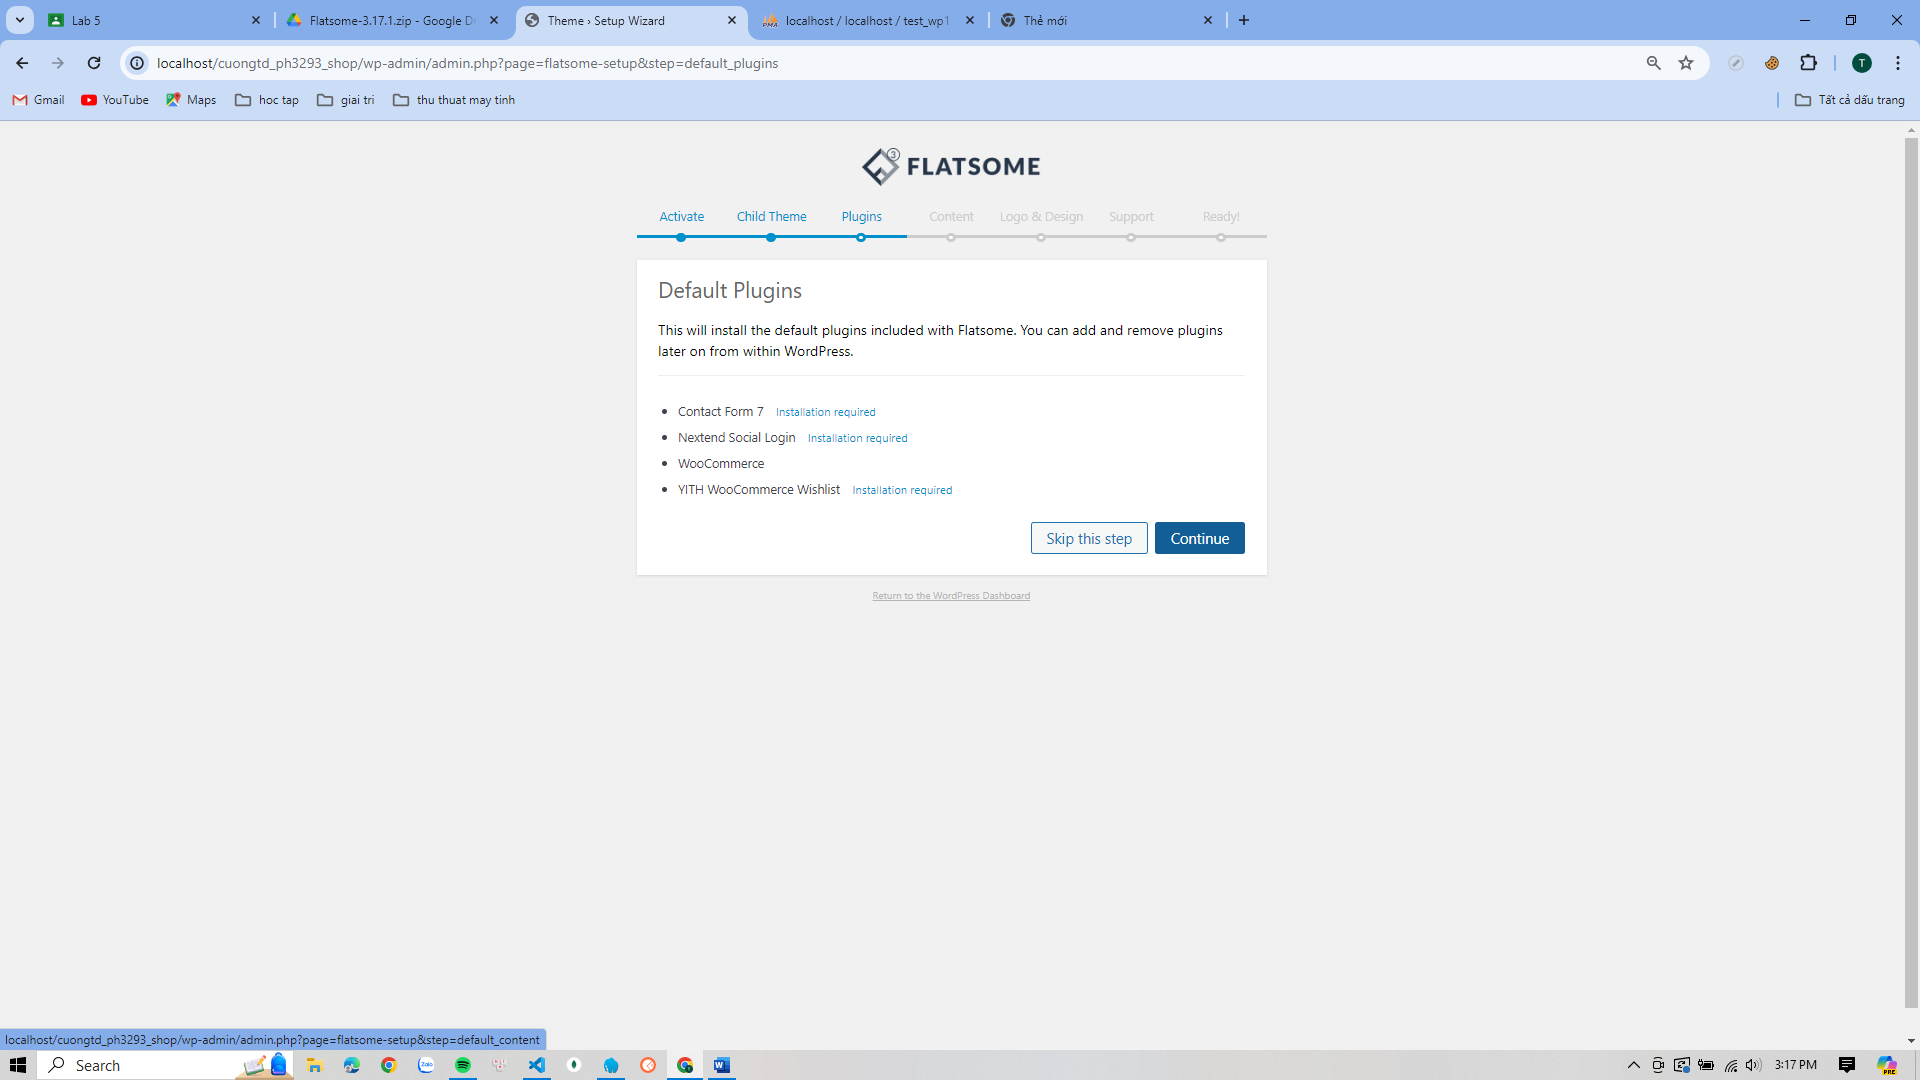 Lab 5
Flatsome-3.17.1.zip - Google Dr
Theme › Setup Wizard
localhost / localhost / test_wp1
Thẻ mới
localhost/cuongtd_ph3293_shop/wp-admin/admin.php?page=flatsome-setup&step=default_plugins
T
Gmail
YouTube
Maps
hoc tap
giai tri
thu thuat may tinh
Tất cả dấu trang
3
FLATSOME
Activate
Child Theme
Plugins
Content
Logo & Design
Support
Ready!
Default Plugins
This will install the default plugins included with Flatsome. You can add and remove plugins
later on from within WordPress.
Contact Form 7 Installation required
Nextend Social Login Installation required
WooCommerce
YITH WooCommerce Wishlist Installation required
Skip this step
Continue
Return to the WordPress Dashboard
localhost/cuongtd_ph3293_shop/wp-admin/admin.php?page=flatsome-setup&step=default_content
Search
Zalo
3:17 PM
PRE